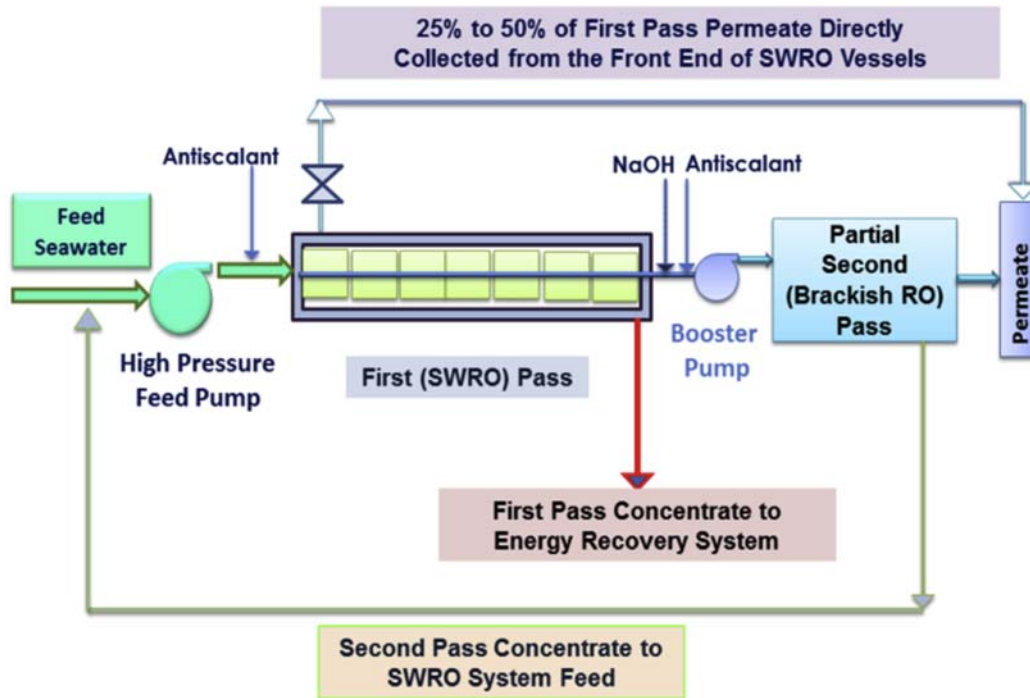 25% to 50% of First Pass Permeate Directly
Collected from the Front End of SWRO Vessels
Antiscalant
NaOH Antiscalant
Feed
Seawater
Partial
Second
(Brackish RO)
Pass
Permeate
Booster
Pump
High Pressure
Feed Pump
First (SWRO) Pass
First Pass Concentrate to
Energy Recovery System
Second Pass Concentrate to
SWRO System Feed